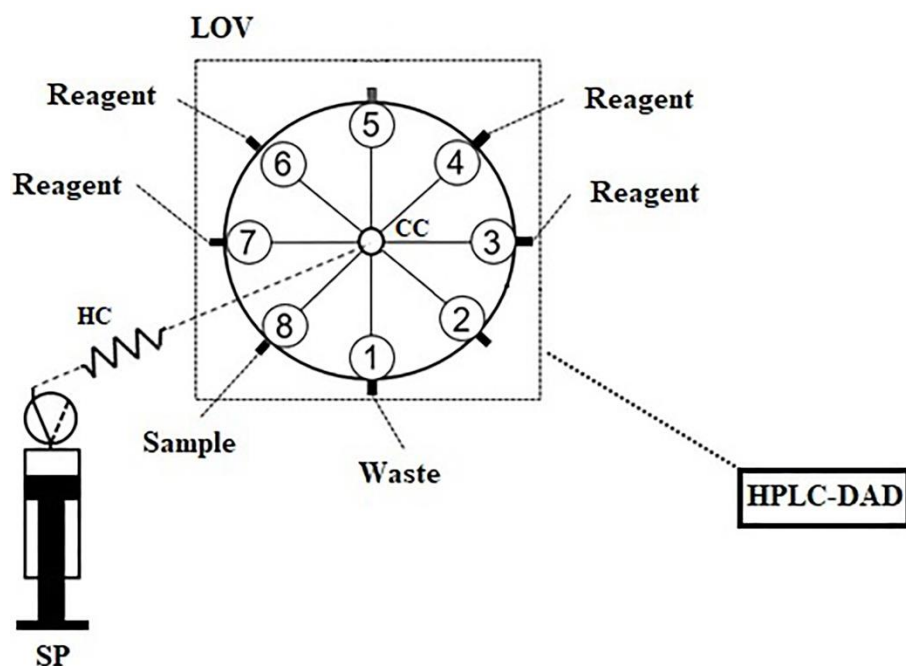 LOV
Reagent
Reagent
5
6
4
Reagent
Reagent
CC
7
3
HC
8
2
1
Sample
Waste
HPLC-DAD
SP